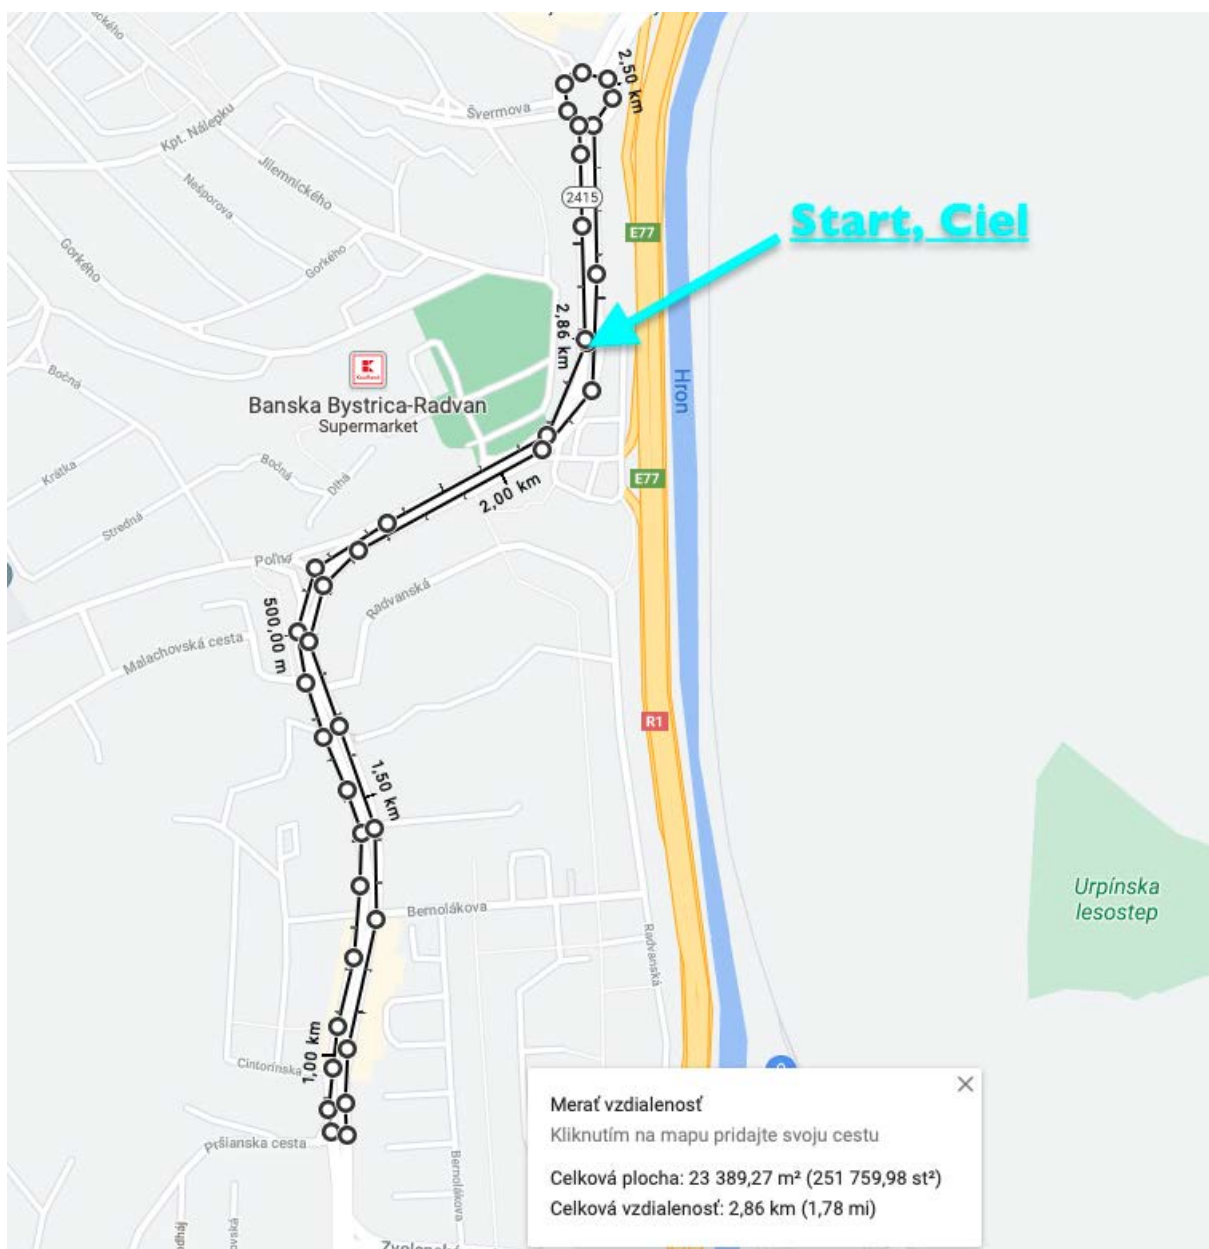 2,50 km
Švermova
Kpt. Nálepku
Jilemnického
Nešporova
2415
Start, Ciel
E77
Gorkého
Gorkého
2,86 km
Hron
Bočná
Banska Bystrica-Radvan
Supermarket
Krátka
Bočná
Dlhá
E77
2,00 km
Stredná
Poľná
Radvanská
500,00 m
Malachovská cesta
R1
1,50 km
Urpínska
lesostep
Bernolákova
Radvanská
1,00 km
Cintorínska
Pršianska cesta
Bernolákova
Merať vzdialenosť
Kliknutím na mapu pridajte svoju cestu
Celková plocha: 23 389,27 m² (251 759,98 st²)
Celková vzdialenosť: 2,86 km (1,78 mi)